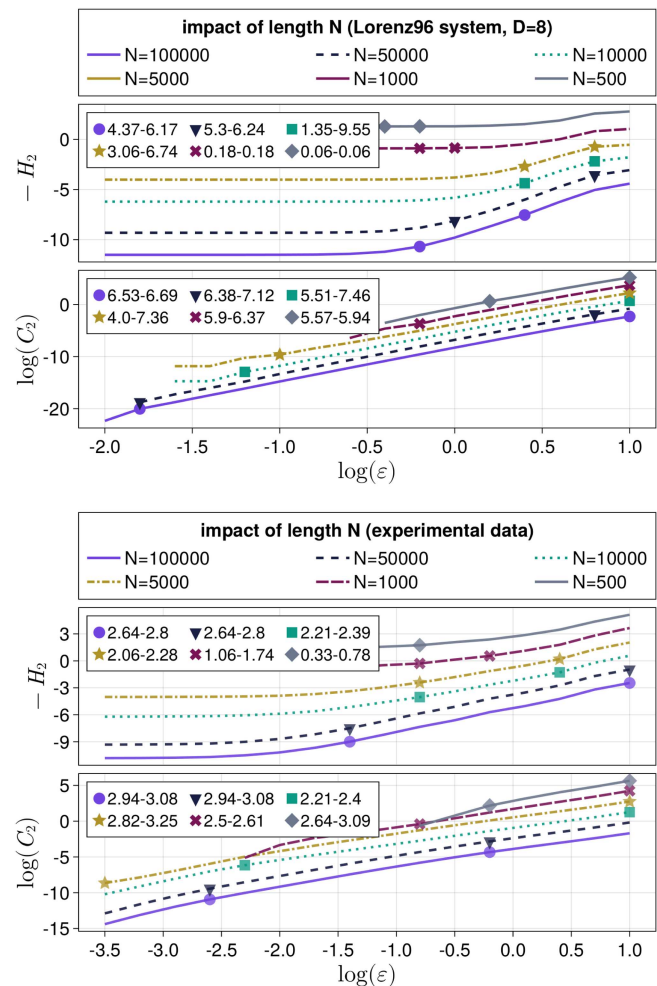 impact of length N (Lorenz96 system, D=8)
N=100000 N=50000 N=10000
N=5000 N=1000 N=500
4.37-6.17 5.3-6.24 1.35-9.55
3.06-6.74 0.18-0.18 0.06-0.06
0
-5
-10
− H₂
6.53-6.69 6.38-7.12 5.51-7.46
4.0-7.36 5.9-6.37 5.57-5.94
0
-10
-20
log(C₂)
-2.0 -1.5 -1.0 -0.5 0.0 0.5 1.0
log(ε)
impact of length N (experimental data)
N=100000 N=50000 N=10000
N=5000 N=1000 N=500
2.64-2.8 2.64-2.8 2.21-2.39
2.06-2.28 1.06-1.74 0.33-0.78
3
0
-3
-6
-9
− H₂
2.94-3.08 2.94-3.08 2.21-2.4
2.82-3.25 2.5-2.61 2.64-3.09
5
0
-5
-10
-15
log(C₂)
-3.5 -3.0 -2.5 -2.0 -1.5 -1.0 -0.5 0.0 0.5 1.0
log(ε)